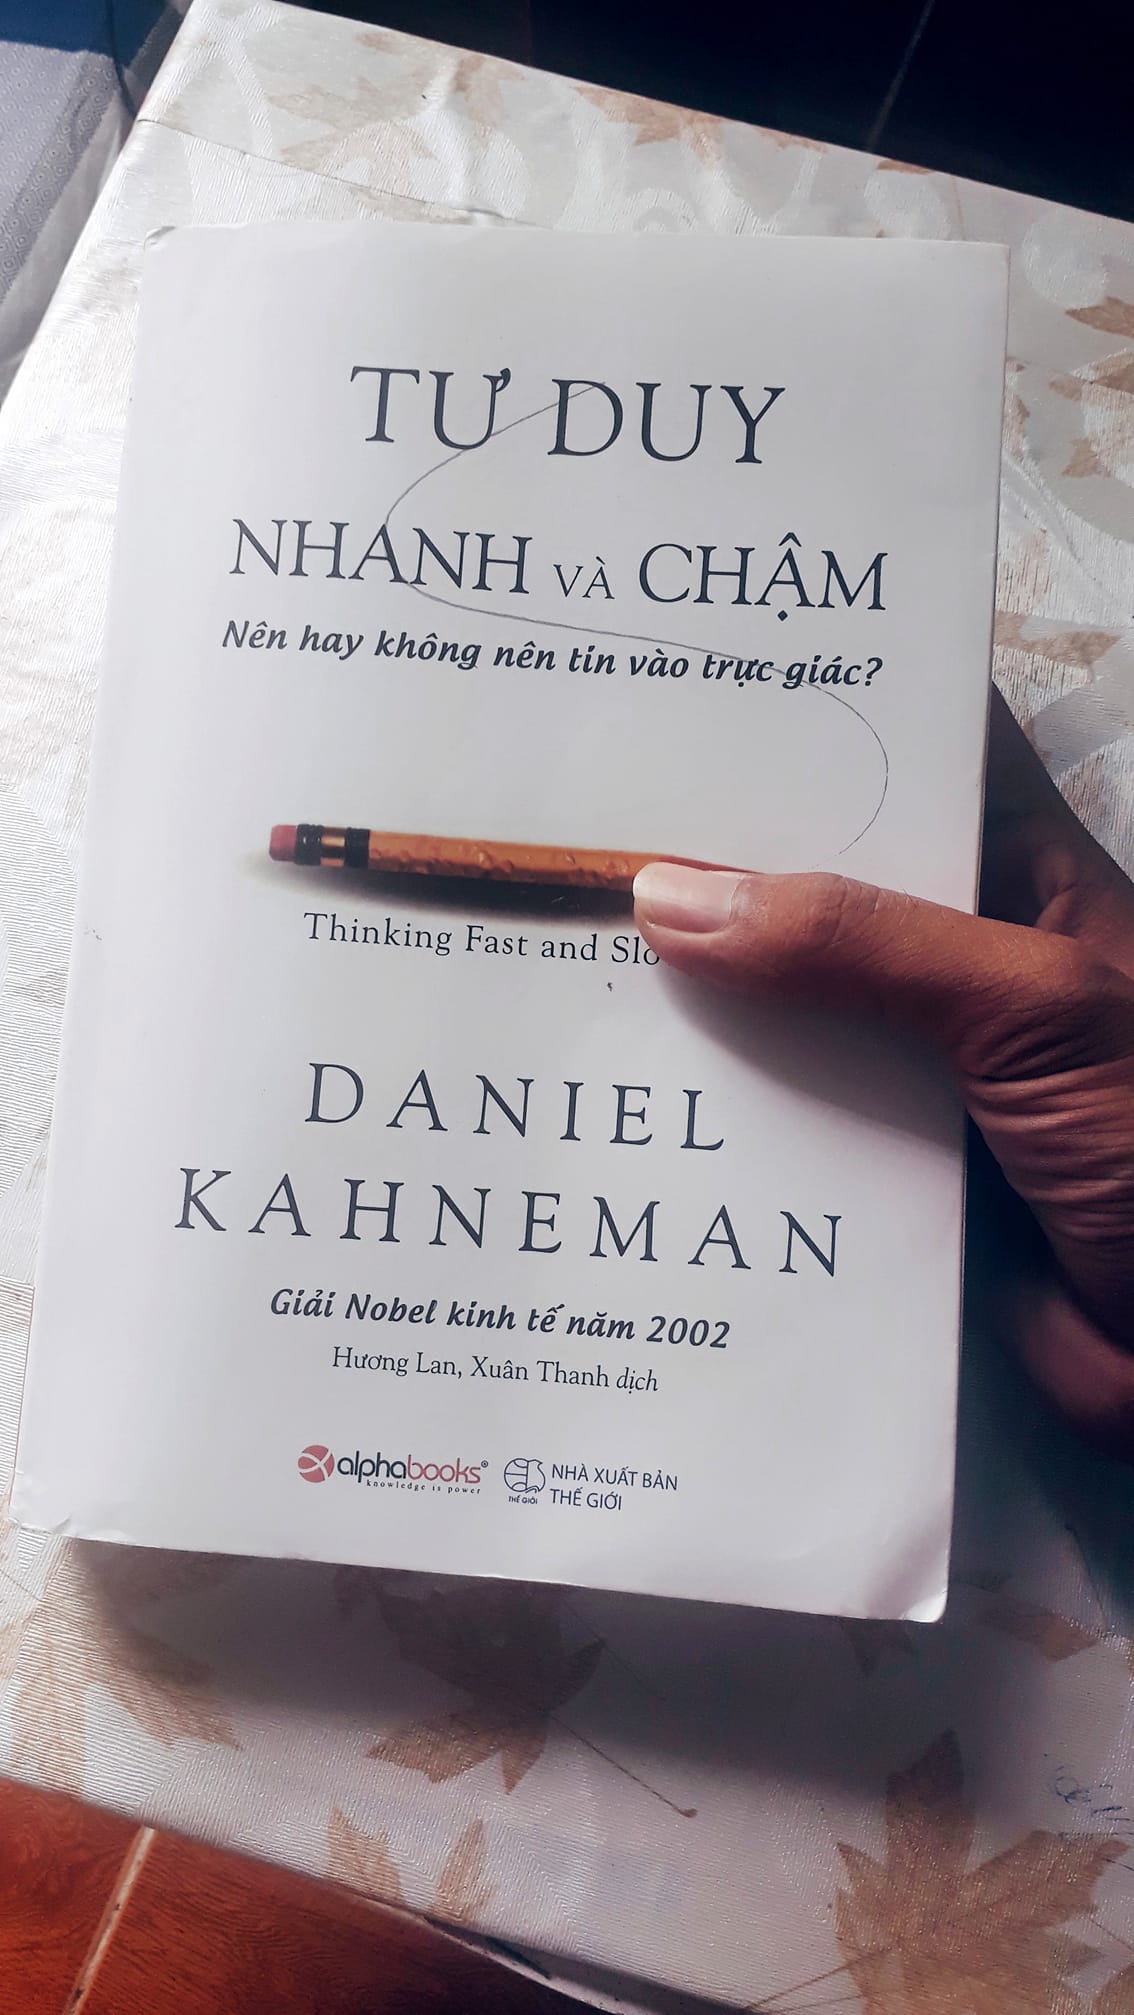 TƯ DUY
NHANH VÀ CHẬM
Nên hay không nên tin vào trực giác?
Thinking Fast and
DANIEL
KAHNEMAN
Giải Nobel kinh tế năm 2002
Hương Lan, Xuân Thanh dịch
alphabooks®
knowledge is power
THẾ GIỚI
NHÀ XUẤT BẢN
THẾ GIỚI